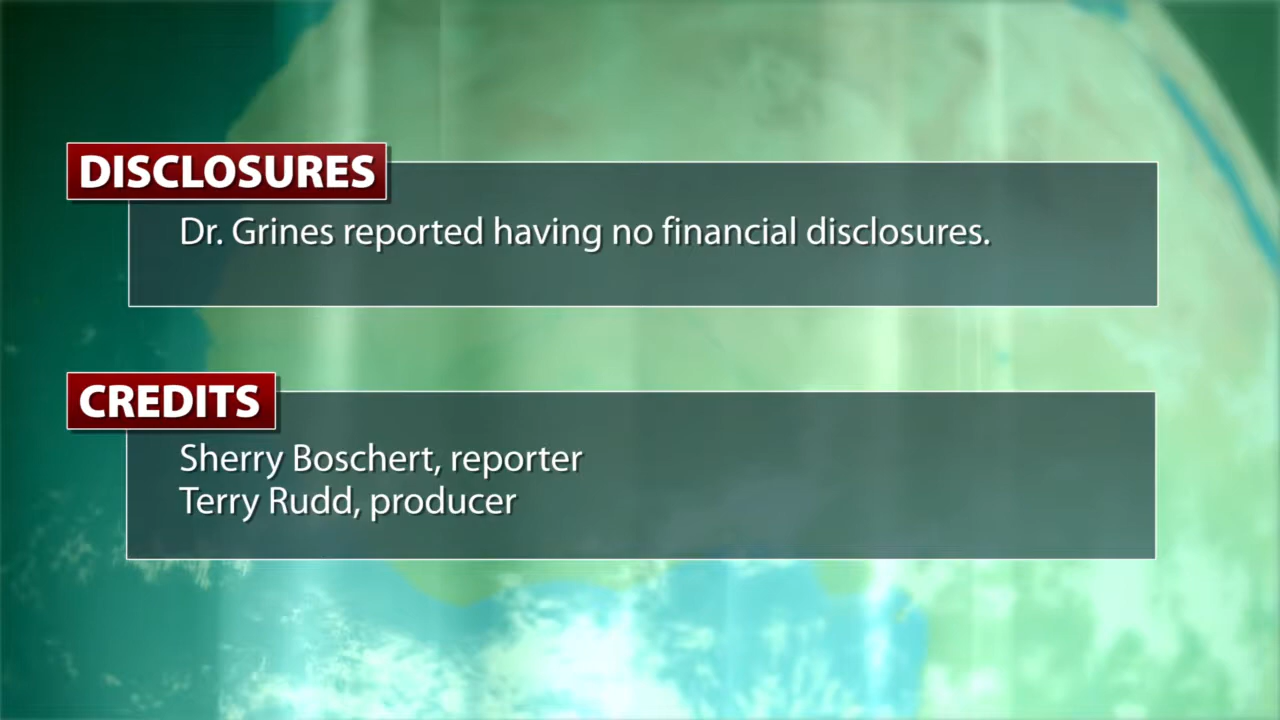 DISCLOSURES
Dr. Grines reported having no financial disclosures.
CREDITS
Sherry Boschert, reporter
Terry Rudd, producer